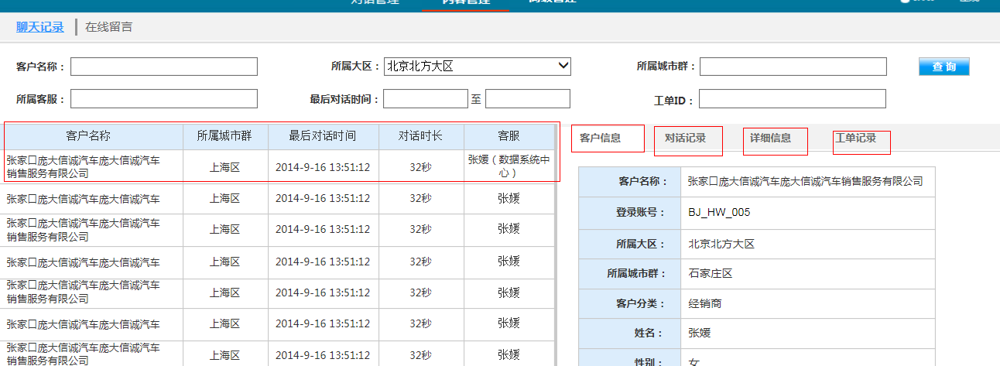 对话管理 内容管理 高级管理
聊天记录 在线留言
客户名称： 所属大区： 北京北方大区 所属城市群： 查 询
所属客服： 最后对话时间： 至 工单ID：
客户名称 所属城市群 最后对话时间 对话时长 客服
张家口庞大信诚汽车庞大信诚汽车
销售服务有限公司 上海区 2014-9-16 13:51:12 32秒 张媛（数据系统中
心）
张家口庞大信诚汽车庞大信诚汽车 上海区 2014-9-16 13:51:12 32秒 张媛
张家口庞大信诚汽车庞大信诚汽车
销售服务有限公司 上海区 2014-9-16 13:51:12 32秒 张媛
张家口庞大信诚汽车庞大信诚汽车 上海区 2014-9-16 13:51:12 32秒 张媛
张家口庞大信诚汽车庞大信诚汽车
销售服务有限公司 上海区 2014-9-16 13:51:12 32秒 张媛
张家口庞大信诚汽车庞大信诚汽车 上海区 2014-9-16 13:51:12 32秒 张媛
张家口庞大信诚汽车庞大信诚汽车
销售服务有限公司 上海区 2014-9-16 13:51:12 32秒 张媛
客户信息 对话记录 详细信息 工单记录
客户名称： 张家口庞大信诚汽车庞大信诚汽车销售服务有限公司
登录账号： BJ_HW_005
所属大区： 北京北方大区
所属城市群： 石家庄区
客户分类： 经销商
姓名： 张媛
性别： 女